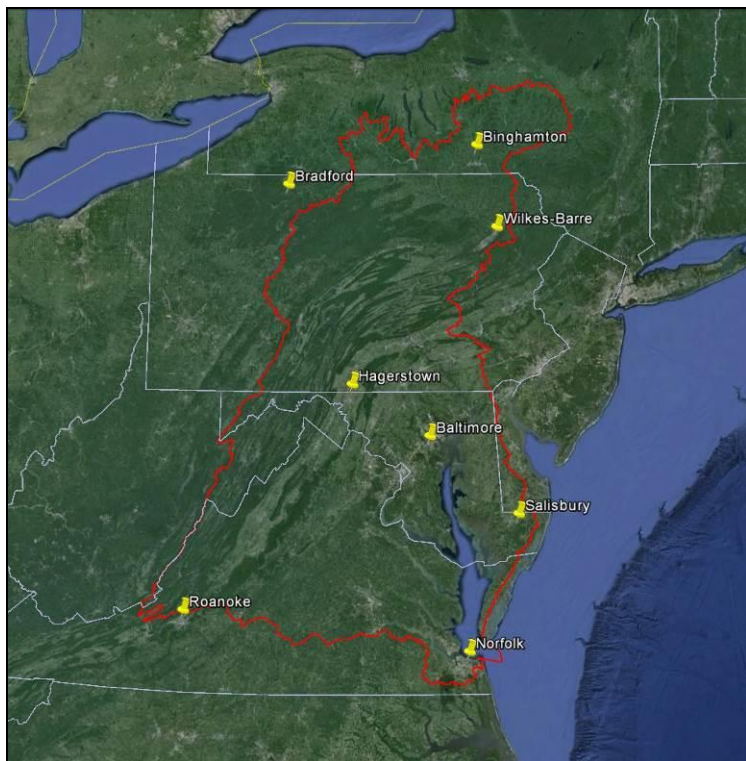 Binghamton
Bradford
Wilkes-Barre
Hagerstown
Baltimore
Salisbury
Roanoke
Norfolk